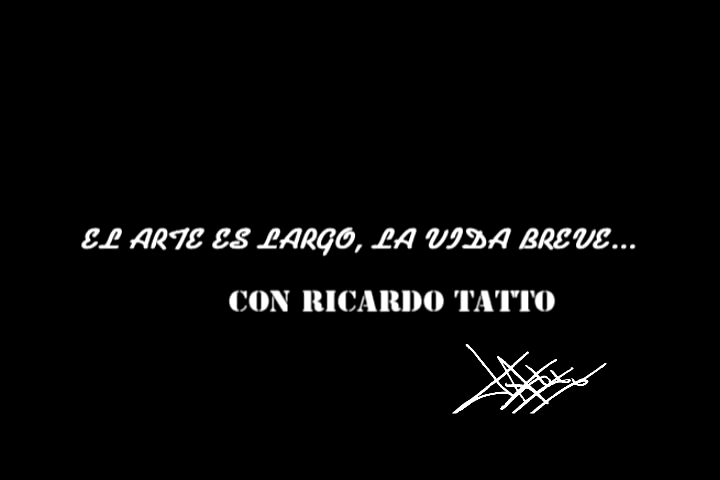 EL ARTE ES LARGO, LA VIDA BREVE...
CON RICARDO TATTO